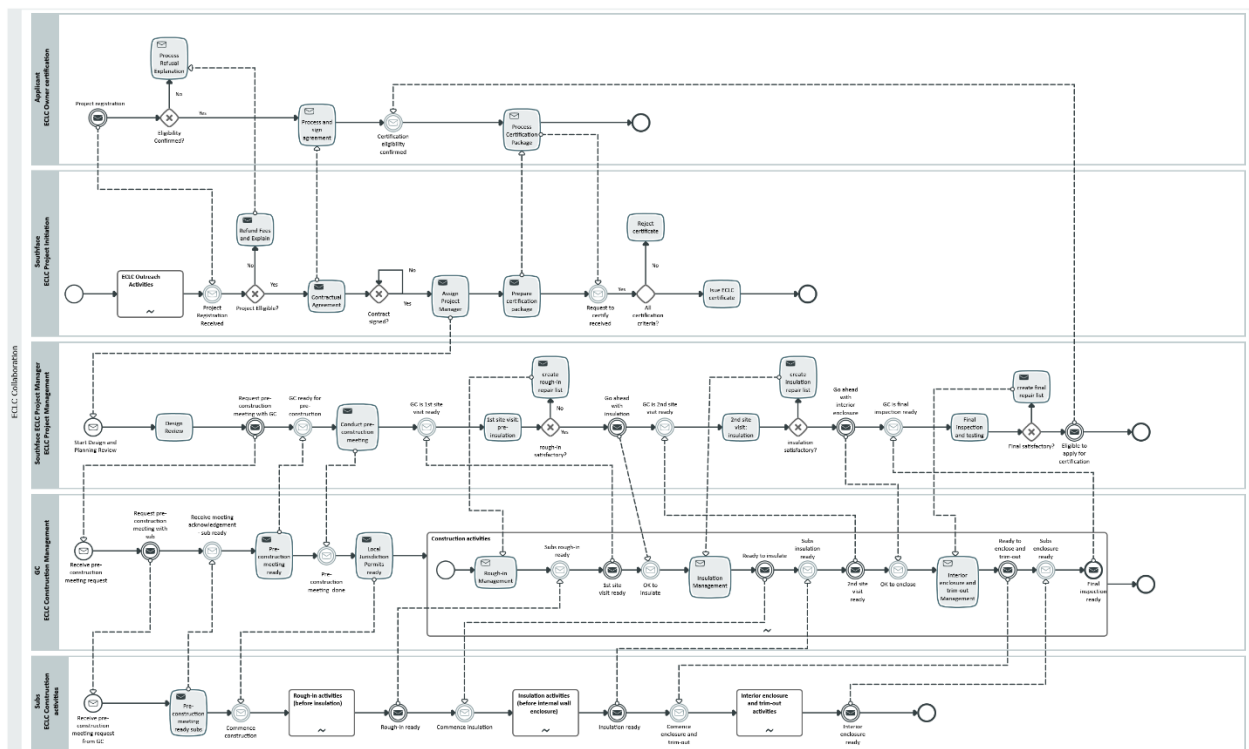 ECLC Collaboration
Applicant
ECLC Owner certification
Process
Refusal
Explanation
No
Project registration
Yes
Eligibility
Confirmed?
Process and
sign
agreement
Certification
eligibility
confirmed
Process
Certification
Package
Southface
ECLC Project Initiation
ECLC Outreach
Activities
Project
Registration
Received
Refund Fees
and Explain
No
Yes
Project Elligible?
Contractual
Agreement
No
Yes
Contract
signed?
Assign
Project
Manager
Prepare
certification
package
Request to
certify
received
Yes
Reject
certificate
No
All
certification
criteria?
Isue ECLC
certificate
Southface ECLC Project Manager
ECLC Project Management
Start Design and
Planning Review
Design
Review
Request pre-
construction
meeting with GC
GC ready for
pre-
construction
Conduct pre-
construction
meeting
GC is 1st site
visit ready
1st site visit:
pre-
insulation
create
rough-in
repair list
No
Yes
rough-in
satisfactory?
Go ahead
with
insulation
GC is 2nd site
visit ready
2nd site
visit:
insulation
create
insulation
repair list
insulation
satisfactory?
Go ahead
with
interior
enclosure
GC is final
inspection ready
Final
inspection
and testing
create final
repair list
Final satisfactory?
Eligible to
apply for
certification
GC
ECLC Construction Management
Receive pre-
construction
meeting request
Request pre-
construction
meeting with
sub
Receive meeting
acknowledgement
sub ready
Pre-
construction
meeting
ready
Pre-
construction
meeting done
Local
Jurisdiction
Permits
ready
Construction activities
Rough-in
Management
Subs rough-in
ready
1st site
visit ready
OK to
insulate
Insulation
Management
Ready to insulate
Subs
insulation
ready
2nd site
visit
ready
OK to enclose
Interior
enclosure and
trim-out
Management
Ready to
enclose and
trim-out
Subs
enclosure
ready
Final
inspection
ready
Subs
ECLC Construction
activities
Receive pre-
construction
meeting request
from GC
Pre-
construction
meeting
ready subs
Commence
construction
Rough-in activities
(before insulation)
Rough-in ready
Commence insulation
Insulation activities
(before internal wall
enclosure)
Insulation ready
Comence
enclosure and
trim-out
Interior enclosure
and trim-out
activities
Interior
enclosure
ready